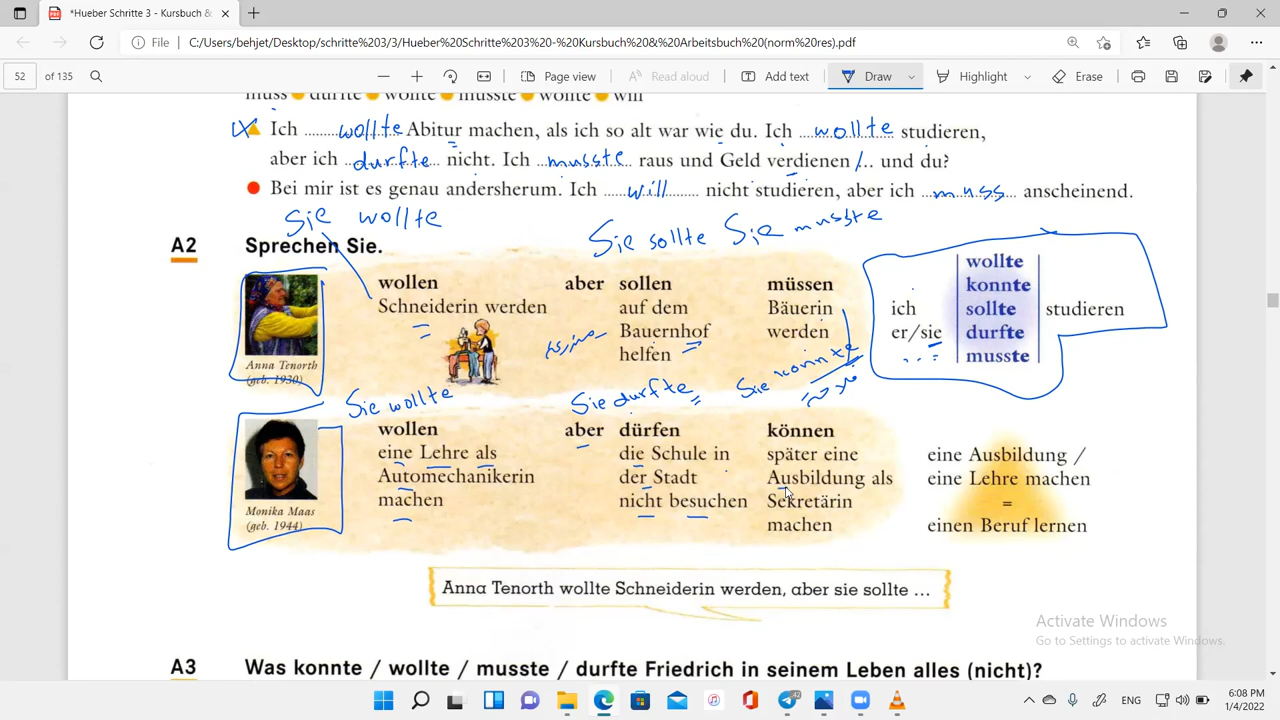 *Hueber Schritte 3 - Kursbuch &
File C:/Users/behjet/Desktop/schritte%203/3/Hueber%20Schritte%203%20-%20Kursbuch%20&%20Arbeitsbuch%20(norm%20res).pdf
52 of 135 Page view Read aloud Add text Draw Highlight Erase
muss durfte wollte musste wollte will
Ich wollte Abitur machen, als ich so alt war wie du. Ich wollte studieren,
aber ich durfte nicht. Ich musste raus und Geld verdienen ... und du?
Bei mir ist es genau andersherum. Ich will nicht studieren, aber ich muss anscheinend.
Sie wollte Sie sollte Sie musste
A2 Sprechen Sie.
wollen aber sollen müssen
Schneiderin werden auf dem Bäuerin
Bauernhof werden
helfen
Anna Tenorth
(geb. 1930)
wollte
konnte
ich sollte studieren
er/sie durfte
... musste
Sie wollte Sie durfte Sie konnte
wollen aber dürfen können
eine Lehre als die Schule in später eine
Automechanikerin der Stadt Ausbildung als
machen nicht besuchen Sekretärin
machen
Monika Maas
(geb. 1944)
eine Ausbildung /
eine Lehre machen
=
einen Beruf lernen
Anna Tenorth wollte Schneiderin werden, aber sie sollte ...
Activate Windows
Go to Settings to activate Windows.
A3 Was konnte / wollte / musste / durfte Friedrich in seinem Leben alles (nicht)?
ENG 6:08 PM
1/4/2022